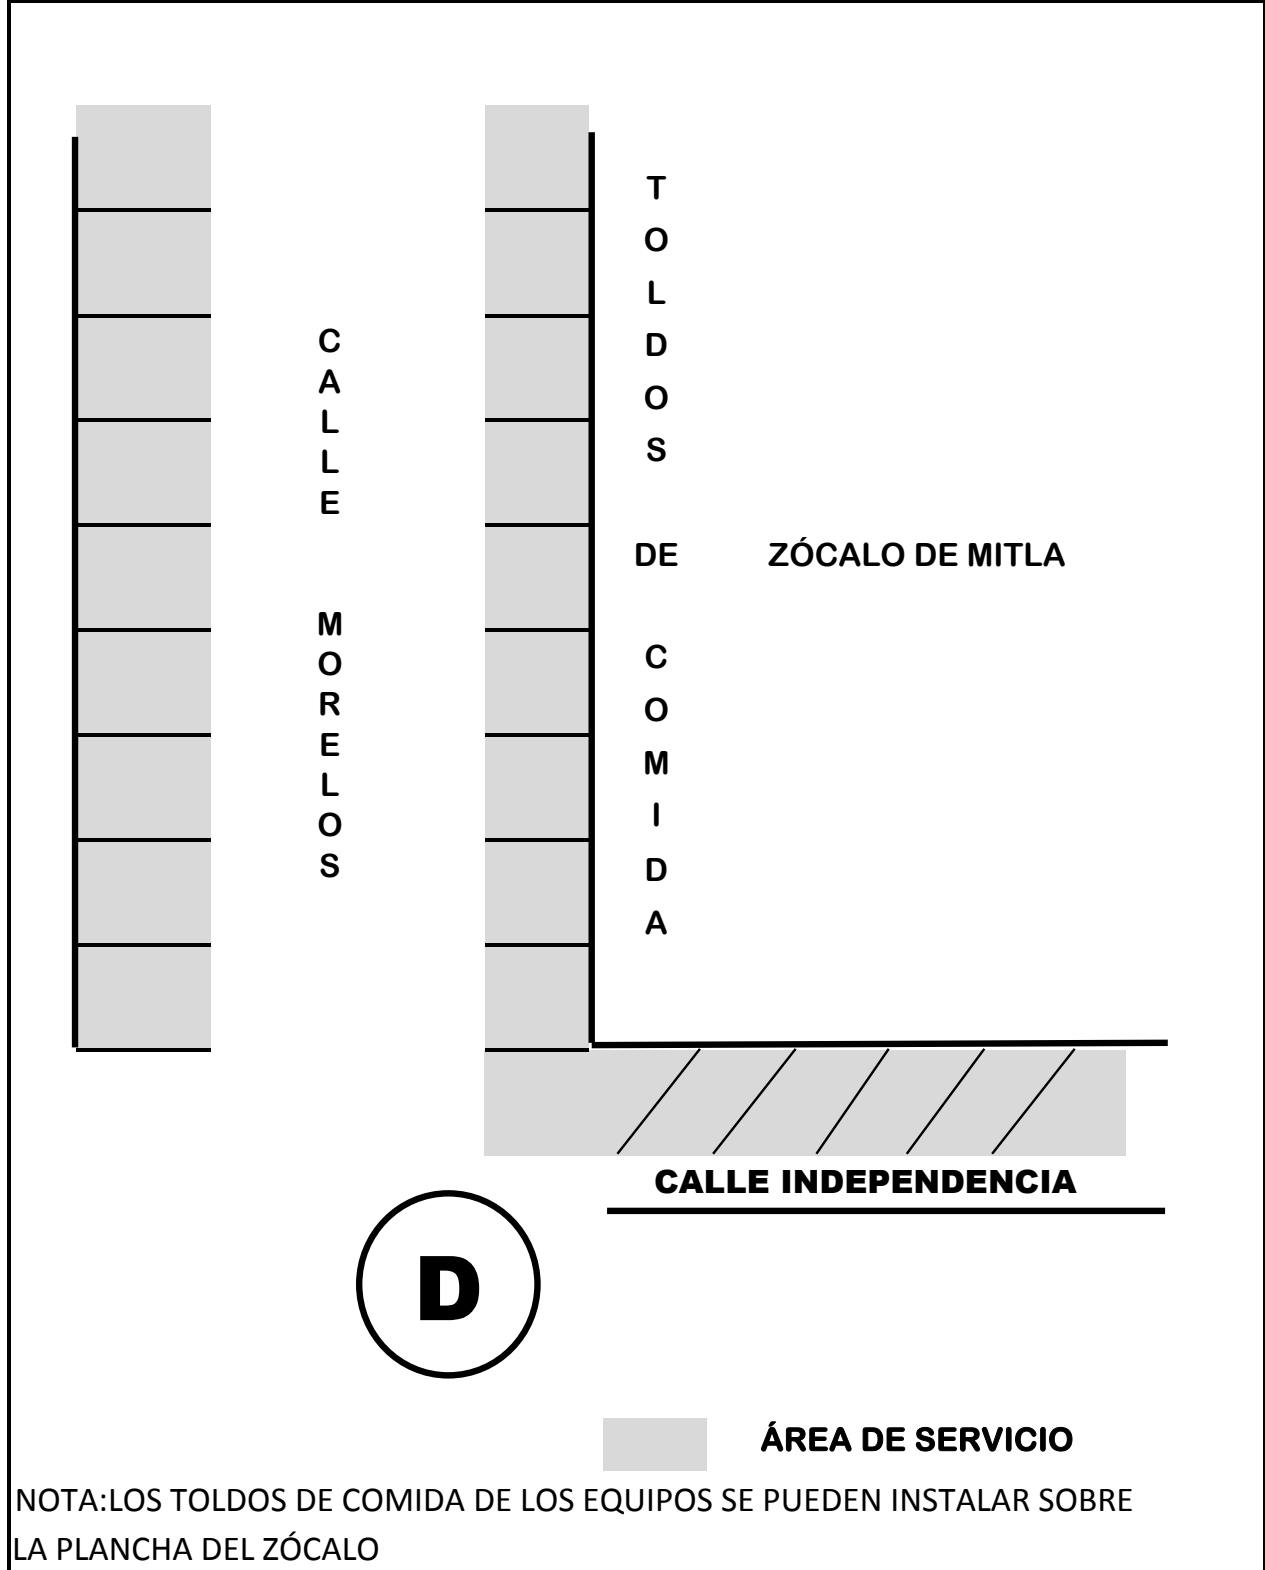 CALLE MORELOS
TOLDOS DE COMIDA
ZÓCALO DE MITLA
CALLE INDEPENDENCIA
D
ÁREA DE SERVICIO
NOTA:LOS TOLDOS DE COMIDA DE LOS EQUIPOS SE PUEDEN INSTALAR SOBRE
LA PLANCHA DEL ZÓCALO